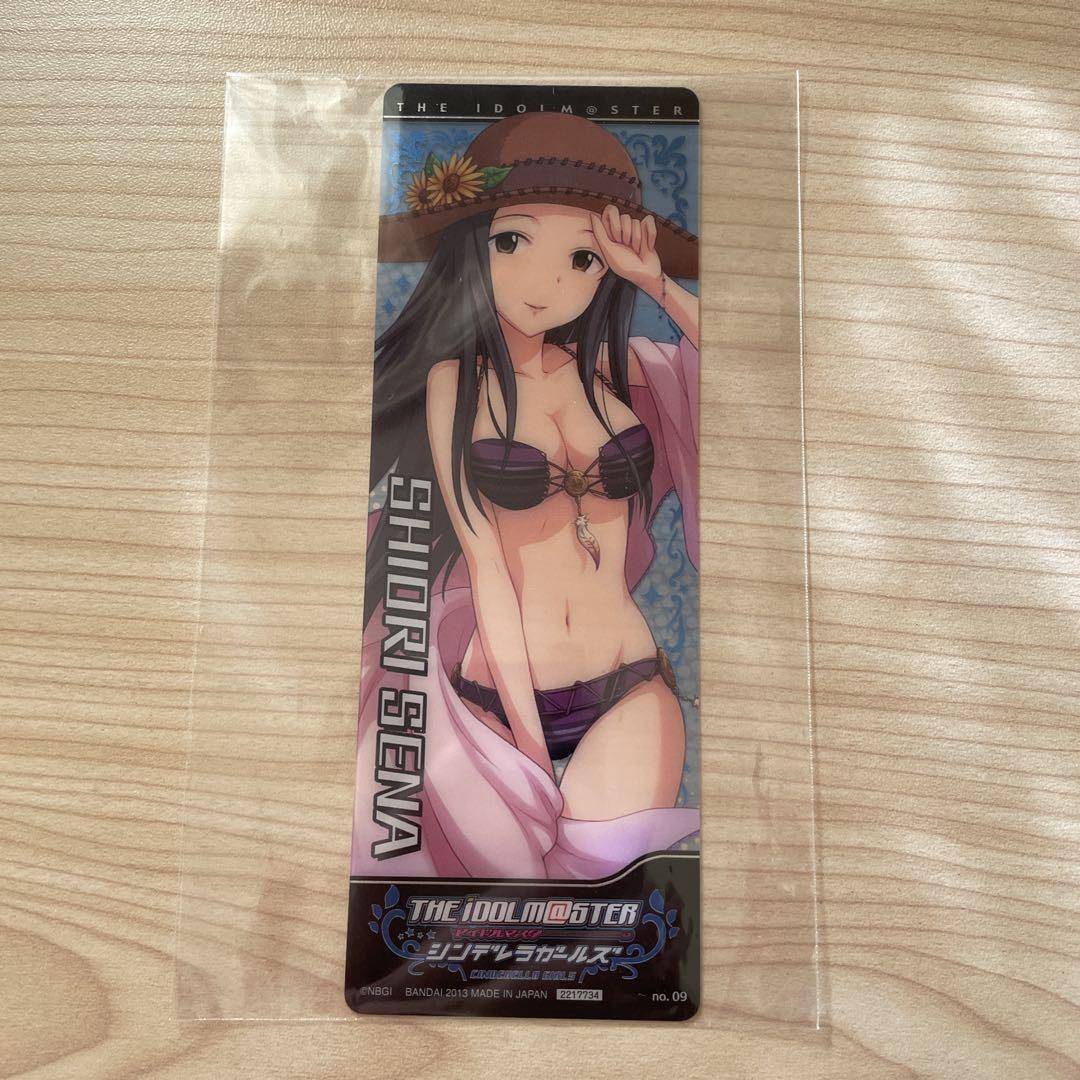 THE IDOLM@STER
SHIORI SENA
THE iDOLM@STER
アイドルマスター
シンデレラガールズ
CINDERELLA GIRLS
©NBGI BANDAI 2013 MADE IN JAPAN 2217734 no. 09